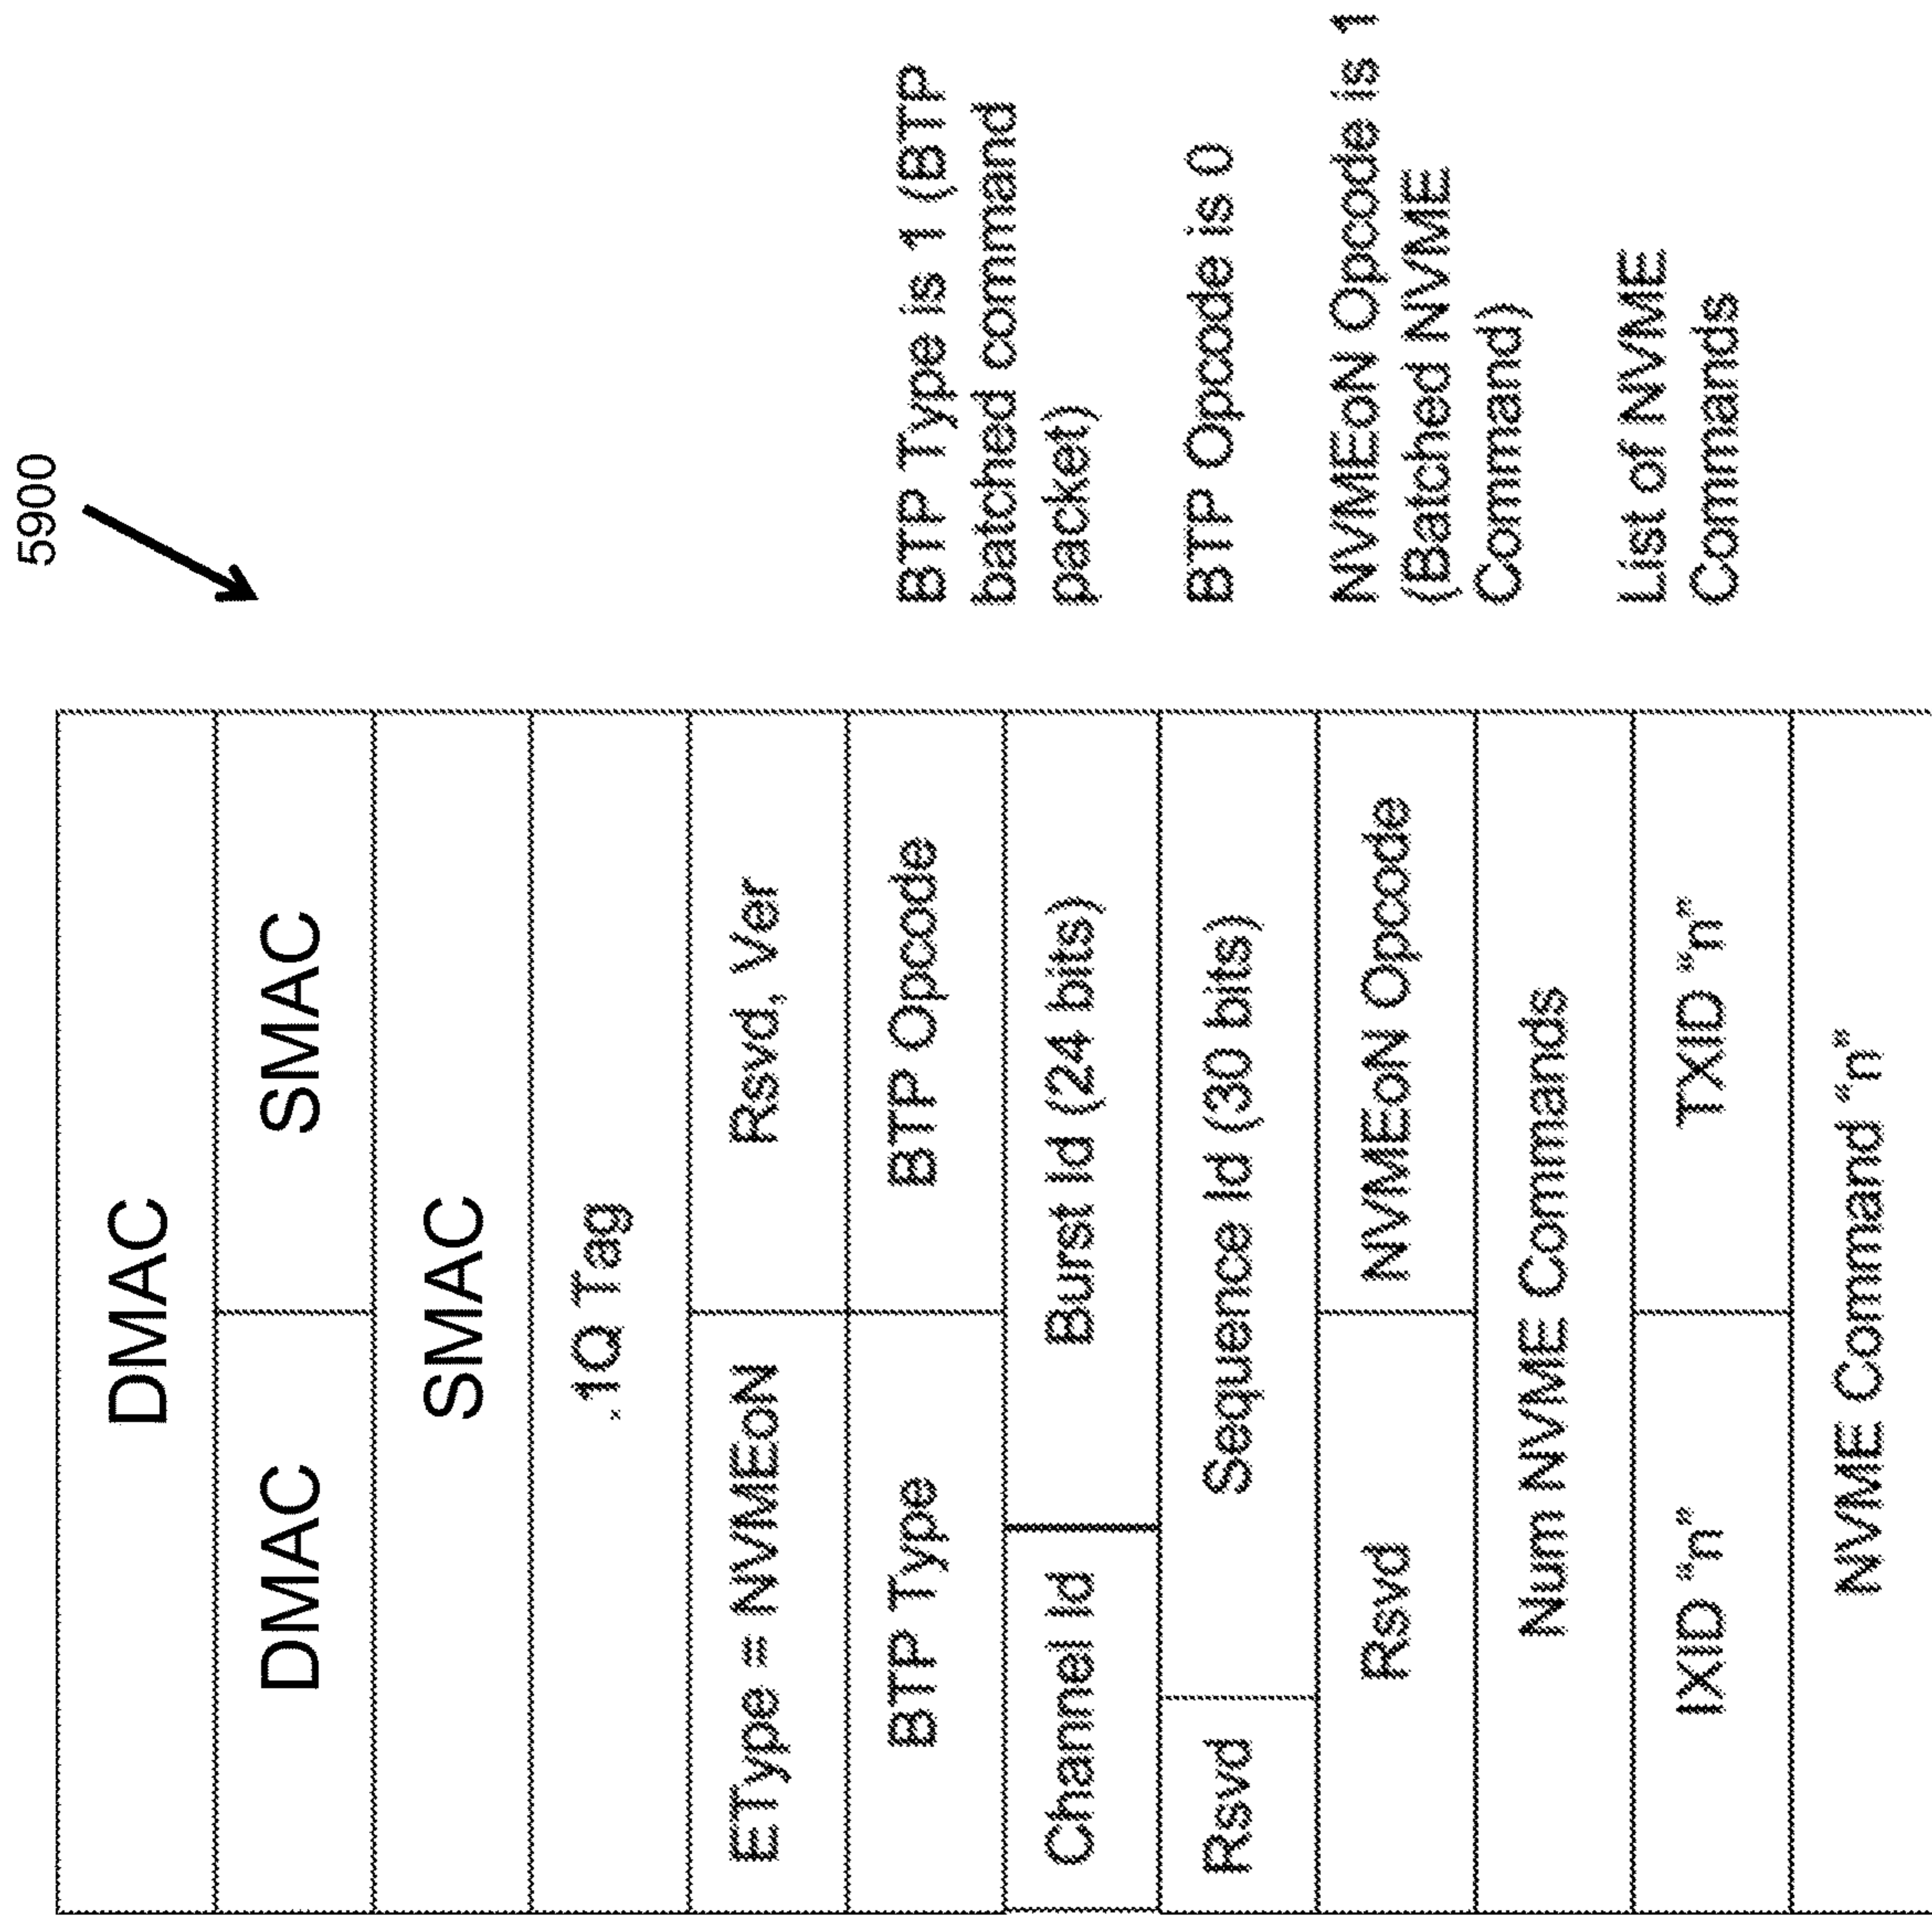 5900
DMAC
DMAC SMAC
SMAC
.1Q Tag
EType = NVMEoN Rsvd, Ver
BTP Type BTP Opcode
Channel Id Burst Id (24 bits)
Rsvd Sequence Id (30 bits)
Rsvd NVMEoN Opcode
Num NVME Commands
IXID "n" TXID "n"
NVME Command "n"
BTP Type is 1 (BTP
batched command
packet)
BTP Opcode is 0
NVMEoN Opcode is 1
(Batched NVME
Command)
List of NVME
Commands